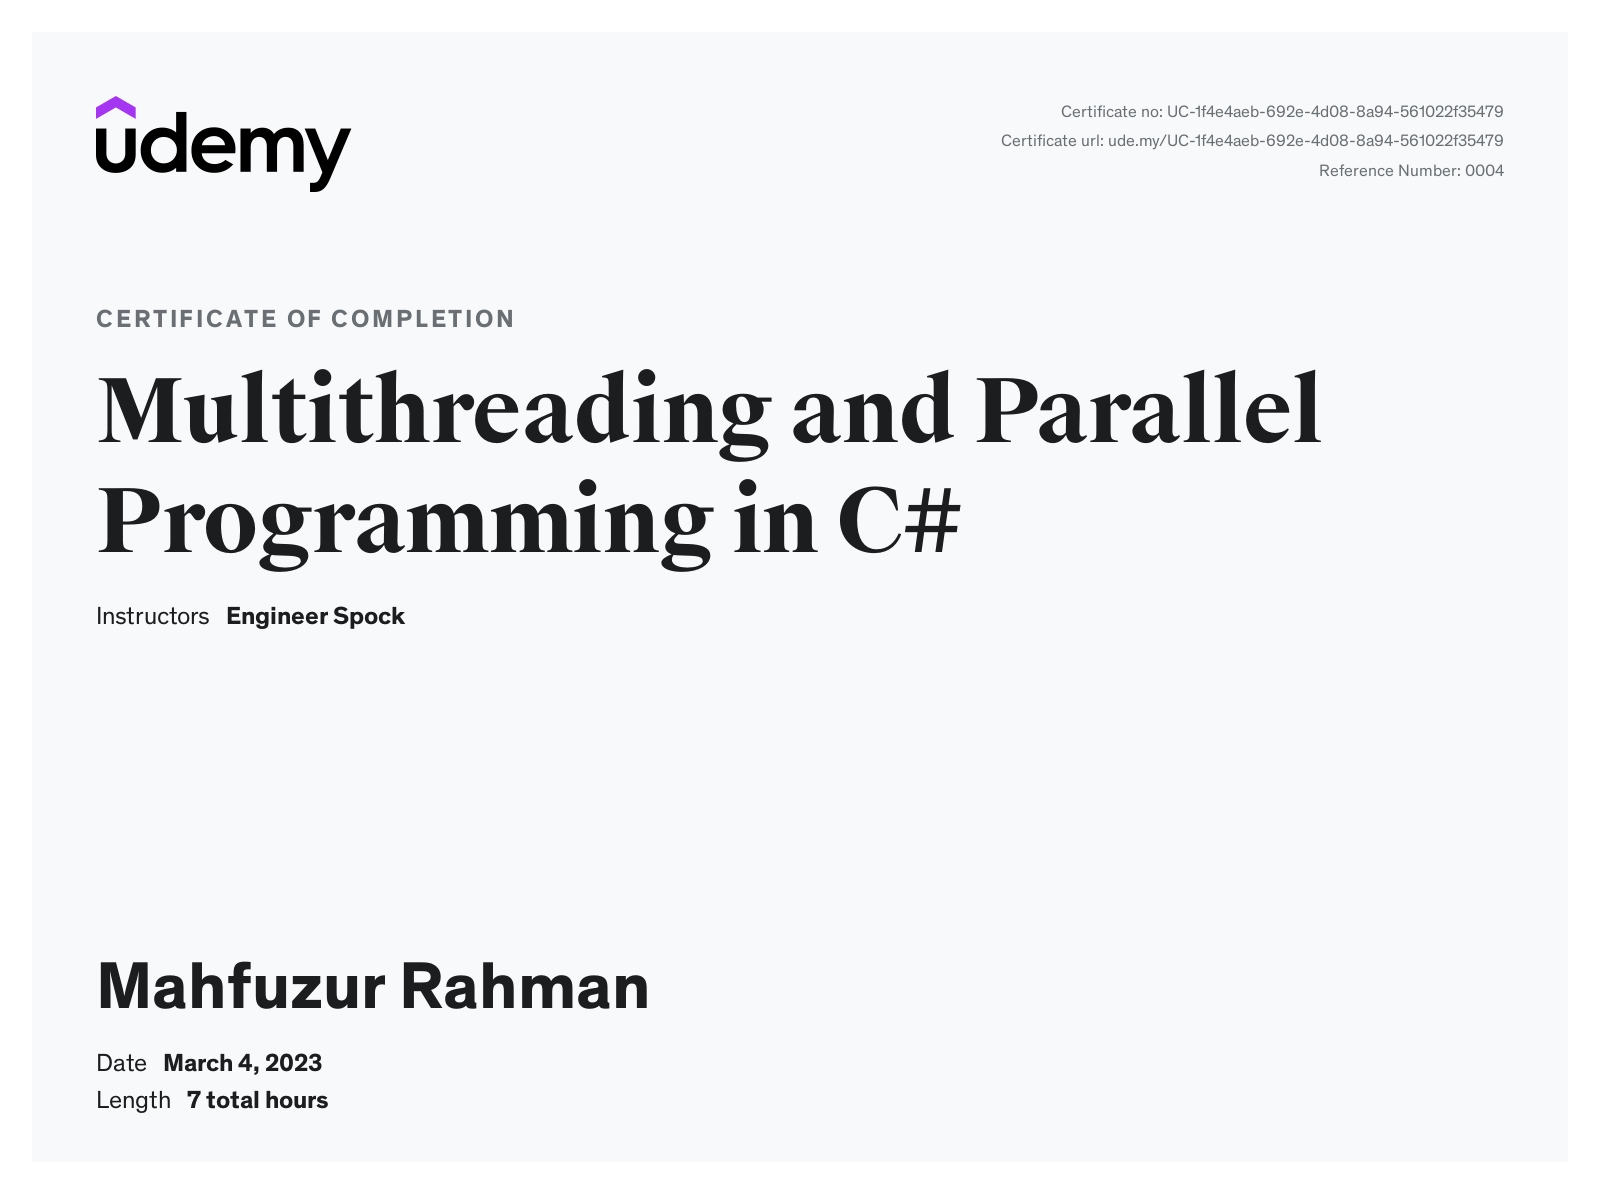 udemy
Certificate no: UC-1f4e4aeb-692e-4d08-8a94-561022f35479
Certificate url: ude.my/UC-1f4e4aeb-692e-4d08-8a94-561022f35479
Reference Number: 0004
CERTIFICATE OF COMPLETION
Multithreading and Parallel
Programming in C#
Instructors Engineer Spock
Mahfuzur Rahman
Date March 4, 2023
Length 7 total hours